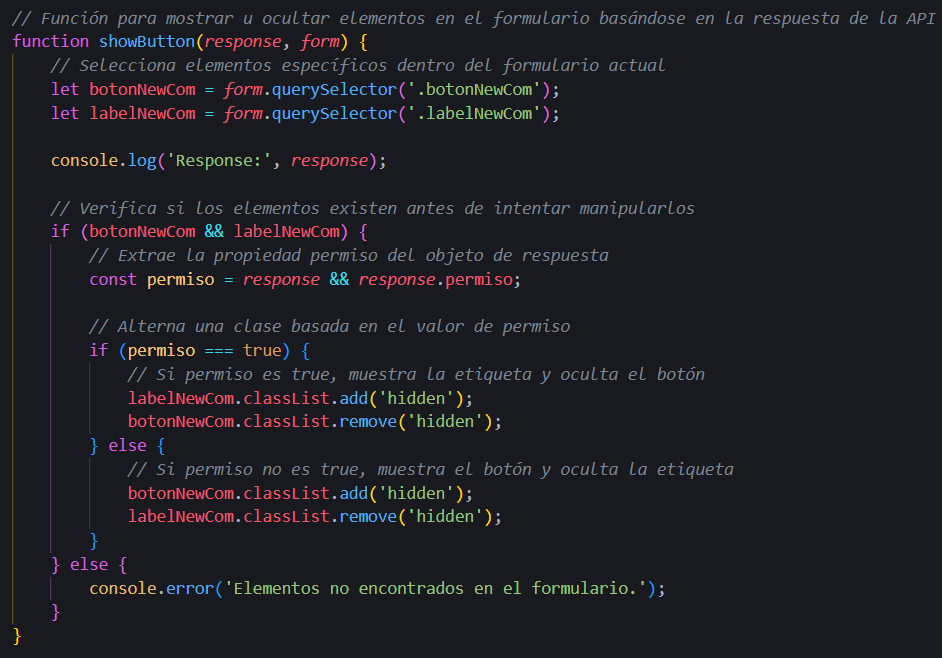 // Función para mostrar u ocultar elementos en el formulario basándose en la respuesta de la API
function showButton(response, form) {
    // Selecciona elementos específicos dentro del formulario actual
    let botonNewCom = form.querySelector('.botonNewCom');
    let labelNewCom = form.querySelector('.labelNewCom');

    console.log('Response:', response);

    // Verifica si los elementos existen antes de intentar manipularlos
    if (botonNewCom && labelNewCom) {
        // Extrae la propiedad permiso del objeto de respuesta
        const permiso = response && response.permiso;

        // Alterna una clase basada en el valor de permiso
        if (permiso === true) {
            // Si permiso es true, muestra la etiqueta y oculta el botón
            labelNewCom.classList.add('hidden');
            botonNewCom.classList.remove('hidden');
        } else {
            // Si permiso no es true, muestra el botón y oculta la etiqueta
            botonNewCom.classList.add('hidden');
            labelNewCom.classList.remove('hidden');
        }
    } else {
        console.error('Elementos no encontrados en el formulario.');
    }
}